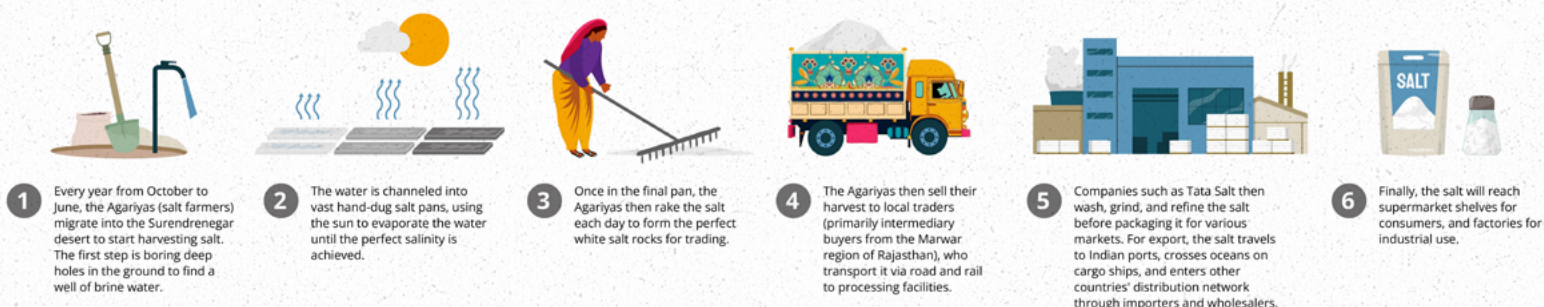 SALT
1
Every year from October to
June, the Agariyas (salt farmers)
migrate into the Surendrenegar
desert to start harvesting salt.
The first step is boring deep
holes in the ground to find a
well of brine water.
2
The water is channeled into
vast hand-dug salt pans, using
the sun to evaporate the water
until the perfect salinity is
achieved.
3
Once in the final pan, the
Agariyas then rake the salt
each day to form the perfect
white salt rocks for trading.
4
The Agariyas then sell their
harvest to local traders
(primarily intermediary
buyers from the Marwar
region of Rajasthan), who
transport it via road and rail
to processing facilities.
5
Companies such as Tata Salt then
wash, grind, and refine the salt
before packaging it for various
markets. For export, the salt travels
to Indian ports, crosses oceans on
cargo ships, and enters other
countries' distribution network
through importers and wholesalers.
6
Finally, the salt will reach
supermarket shelves for
consumers, and factories for
industrial use.